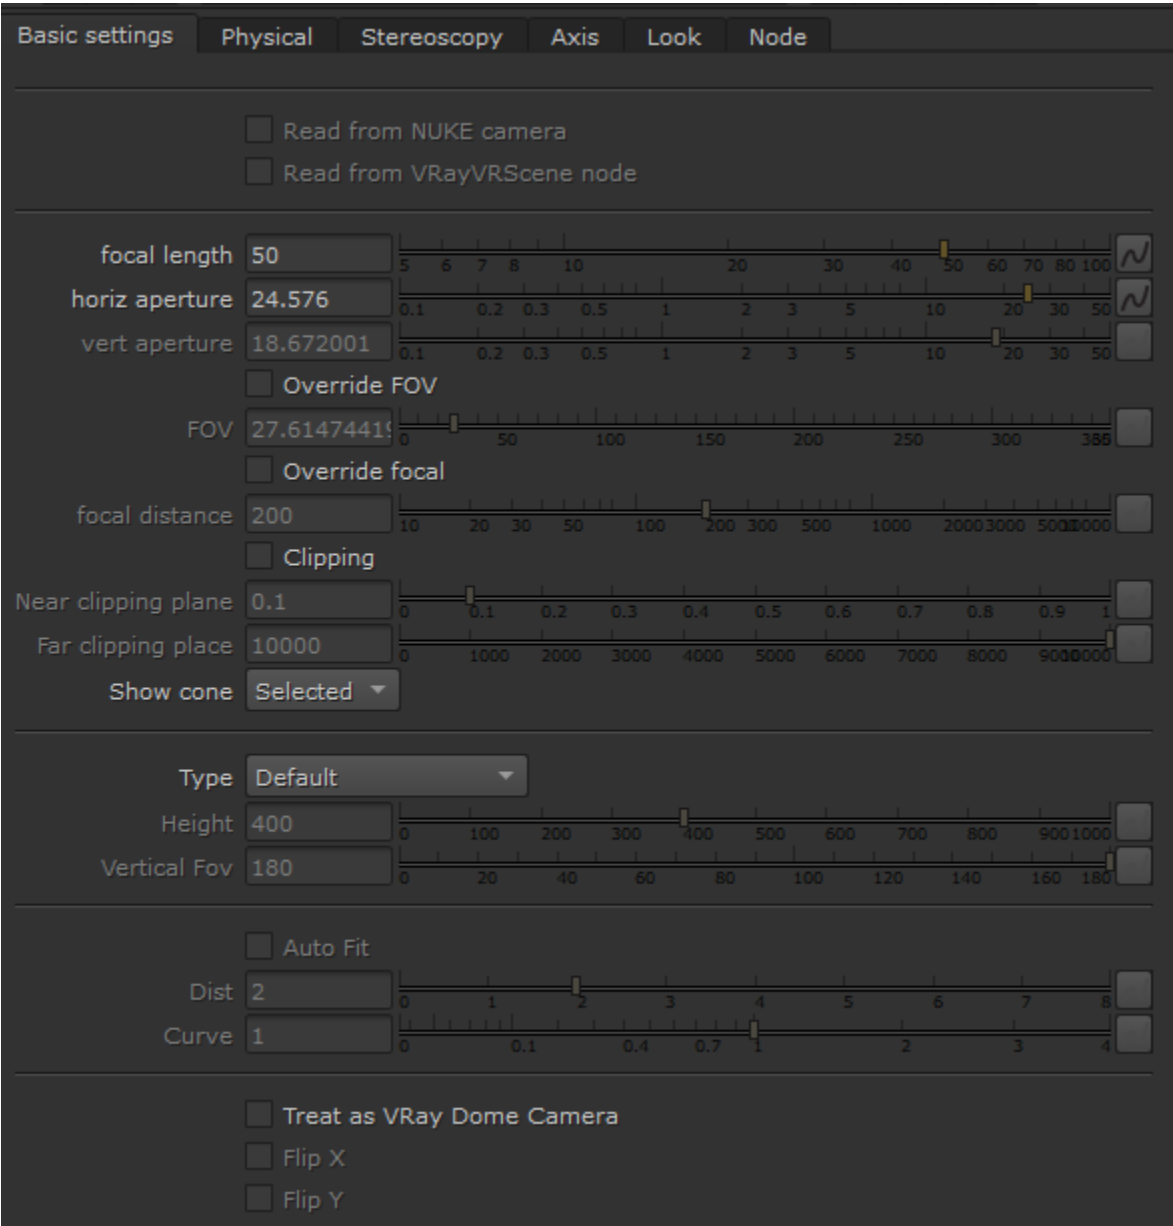 Basic settings Physical Stereoscopy Axis Look Node
Read from NUKE camera
Read from VRayVRScene node
focal length 50
5 6 7 8 10 20 30 40 50 60 70 80 100
horiz aperture 24.576
0.1 0.2 0.3 0.5 1 2 3 5 10 20 30 50
vert aperture 18.672001
0.1 0.2 0.3 0.5 1 2 3 5 10 20 30 50
Override FOV
FOV 27.61474419
0 50 100 150 200 250 300
Override focal
focal distance 200
10 20 30 50 100 200 300 500 1000 2000 3000 5000 10000
Clipping
Near clipping plane 0.1
0 0.1 0.2 0.3 0.4 0.5 0.6 0.7 0.8 0.9 1
Far clipping place 10000
0 1000 2000 3000 4000 5000 6000 7000 8000 9000 10000
Show cone Selected
Type Default
Height 400
0 100 200 300 400 500 600 700 800 900 1000
Vertical Fov 180
0 20 40 60 80 100 120 140 160 180
Auto Fit
Dist 2
0 1 2 3 4 5 6 7 8
Curve 1
0 0.1 0.4 0.7 1 2 3 4
Treat as VRay Dome Camera
Flip X
Flip Y